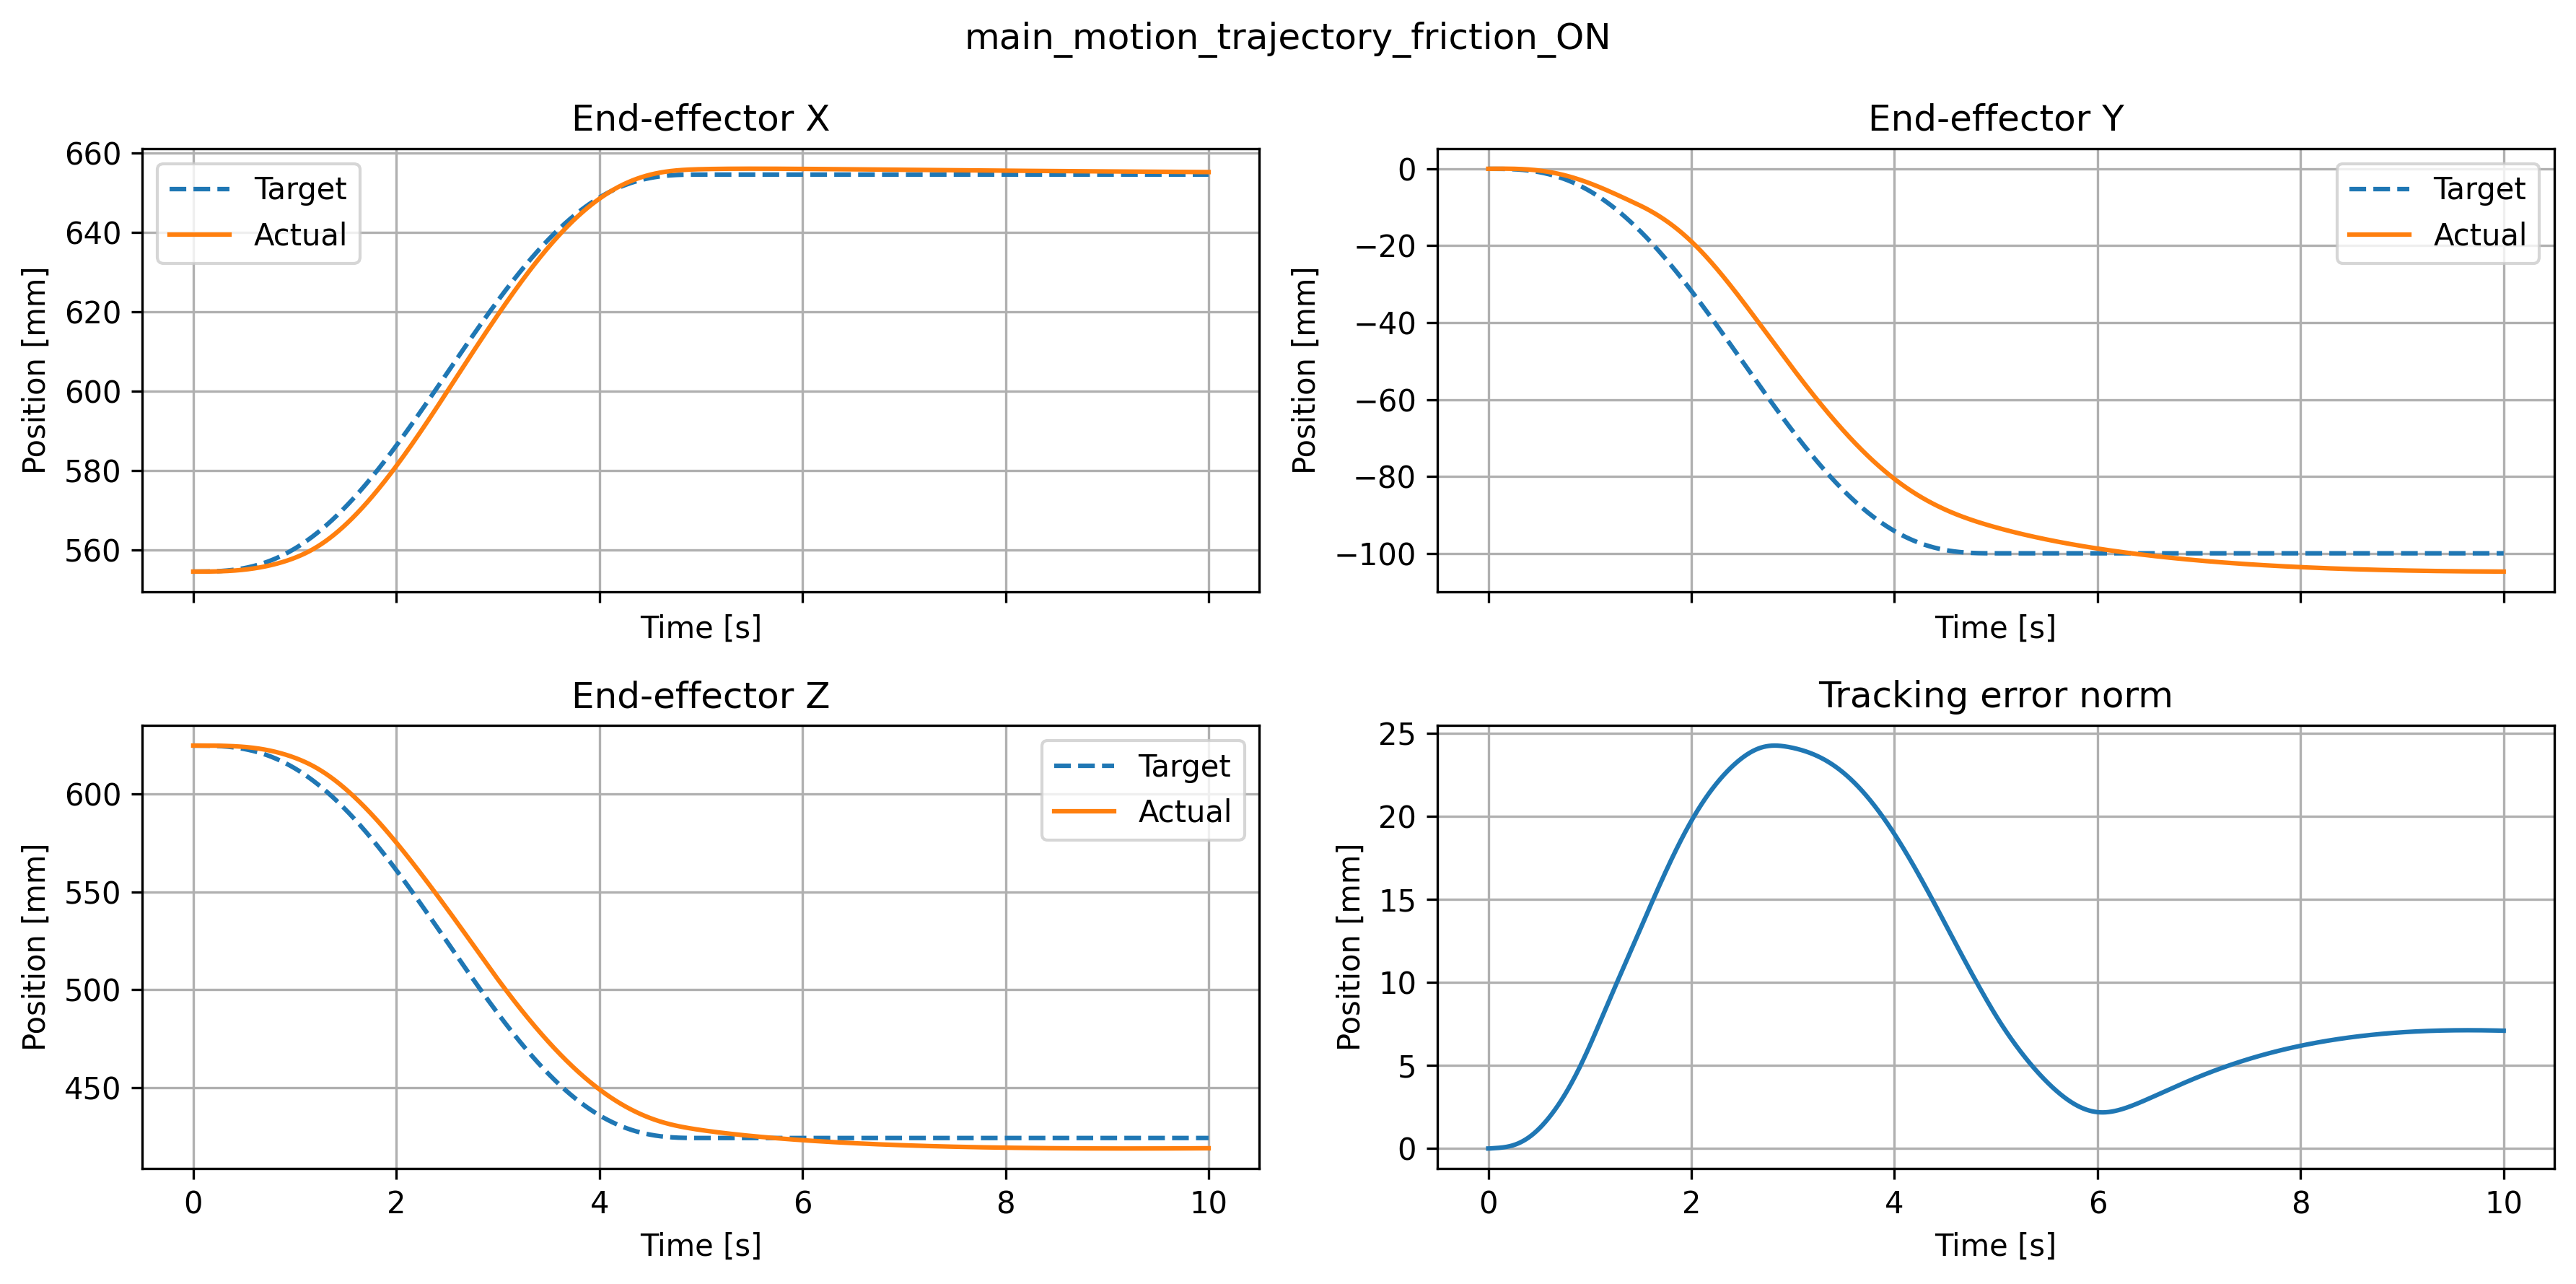 main_motion_trajectory_friction_ON
End-effector X
660
640
620
600
580
560
Position [mm]
Target
Actual
Time [s]
End-effector Y
0
−20
−40
−60
−80
−100
Position [mm]
Target
Actual
Time [s]
End-effector Z
600
550
500
450
Position [mm]
Target
Actual
0 2 4 6 8 10
Time [s]
Tracking error norm
25
20
15
10
5
0
Position [mm]
0 2 4 6 8 10
Time [s]